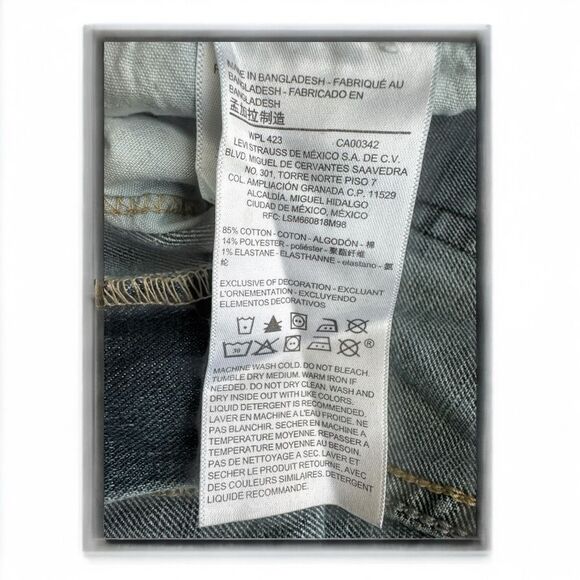 MADE IN BANGLADESH - FABRIQUÉ AU
BANGLADESH - FABRICADO EN
BANGLADESH
孟加拉制造
WPL 423 CA00342
LEVI STRAUSS DE MÉXICO S.A. DE C.V.
BLVD. MIGUEL DE CERVANTES SAAVEDRA
NO. 301, TORRE NORTE PISO 7
COL. AMPLIACIÓN GRANADA C.P. 11529
ALCALDÍA, MIGUEL HIDALGO
CIUDAD DE MÉXICO, MÉXICO
RFC: LSM660818M98
85% COTTON - COTON - ALGODÓN - 棉
14% POLYESTER - poliéster - 聚酯纤维
1% ELASTANE - ELASTHANNE - elastano - 氨
纶
EXCLUSIVE OF DECORATION - EXCLUANT
L'ORNEMENTATION - EXCLUYENDO
ELEMENTOS DECORATIVOS
30 ®
MACHINE WASH COLD. DO NOT BLEACH.
TUMBLE DRY MEDIUM. WARM IRON IF
NEEDED. DO NOT DRY CLEAN. WASH AND
DRY INSIDE OUT WITH LIKE COLORS.
LIQUID DETERGENT IS RECOMMENDED.
LAVER EN MACHINE A L'EAU FROIDE. NE
PAS BLANCHIR. SECHER EN MACHINE A
TEMPERATURE MOYENNE. REPASSER A
TEMPERATURE MOYENNE SI BESOIN.
PAS DE NETTOYAGE A SEC. LAVER ET
SECHER LE PRODUIT RETOURNE, AVEC
DES COULEURS SIMILAIRES. DETERGENT
LIQUIDE RECOMMANDE.